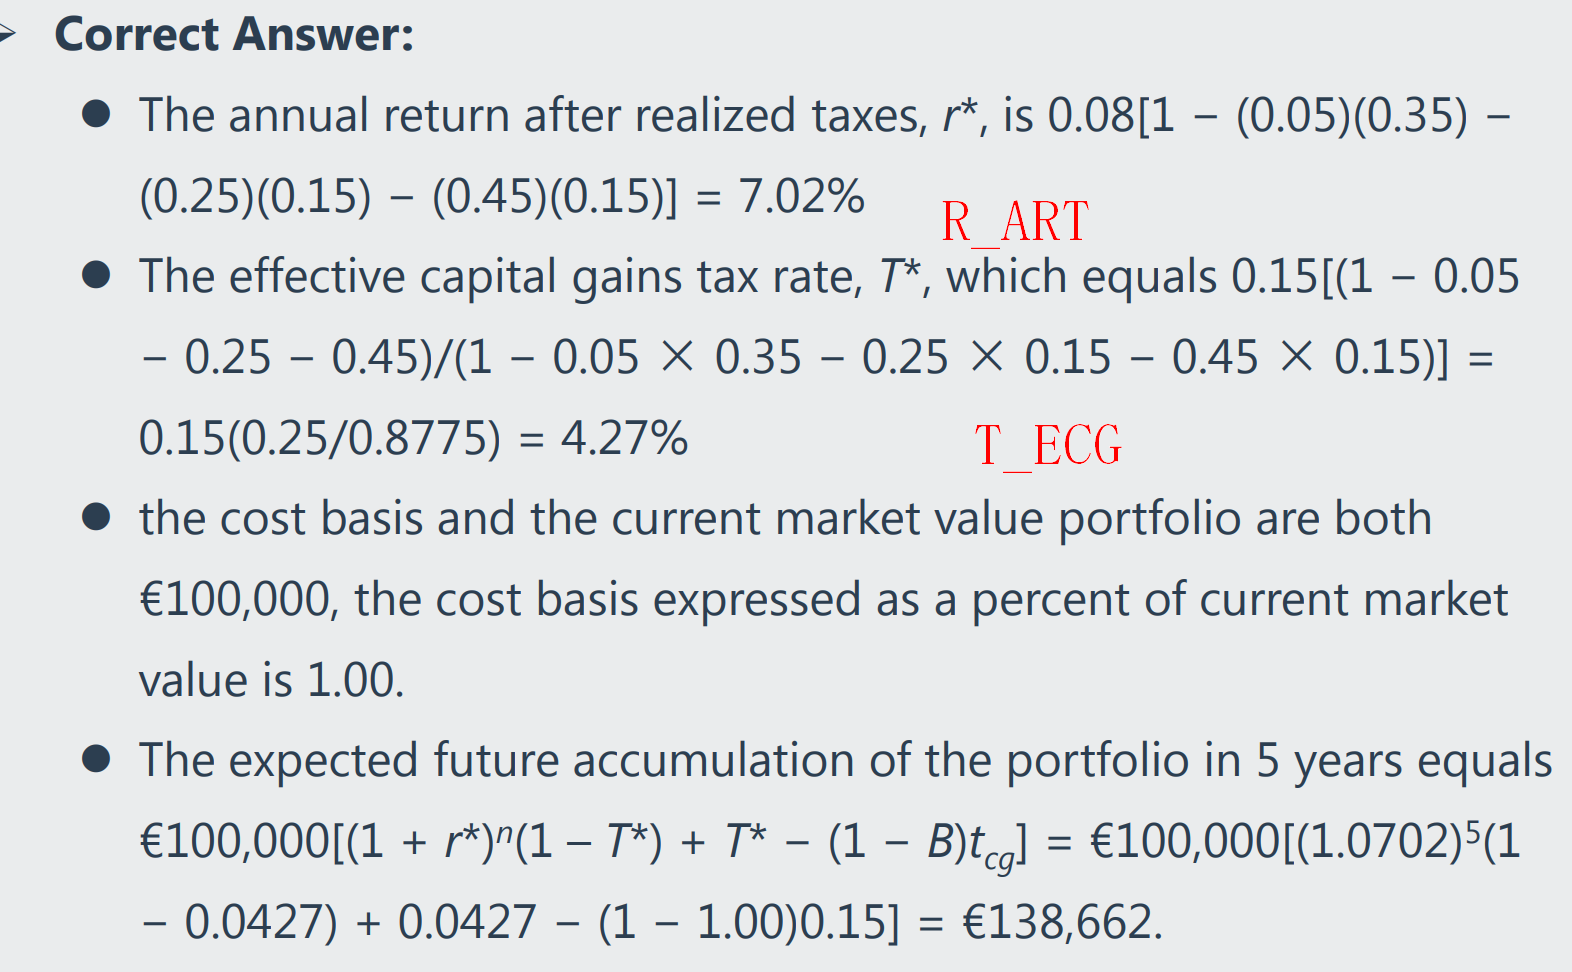 ➢ Correct Answer:
● The annual return after realized taxes, r*, is 0.08[1 − (0.05)(0.35) −
(0.25)(0.15) − (0.45)(0.15)] = 7.02%
R_ART
● The effective capital gains tax rate, T*, which equals 0.15[(1 − 0.05
− 0.25 − 0.45)/(1 − 0.05 × 0.35 − 0.25 × 0.15 − 0.45 × 0.15)] =
0.15(0.25/0.8775) = 4.27%
T_ECG
● the cost basis and the current market value portfolio are both
€100,000, the cost basis expressed as a percent of current market
value is 1.00.
● The expected future accumulation of the portfolio in 5 years equals
€100,000[(1 + r*)ⁿ(1 – T*) + T* − (1 − B)t_cg] = €100,000[(1.0702)⁵(1
− 0.0427) + 0.0427 − (1 − 1.00)0.15] = €138,662.